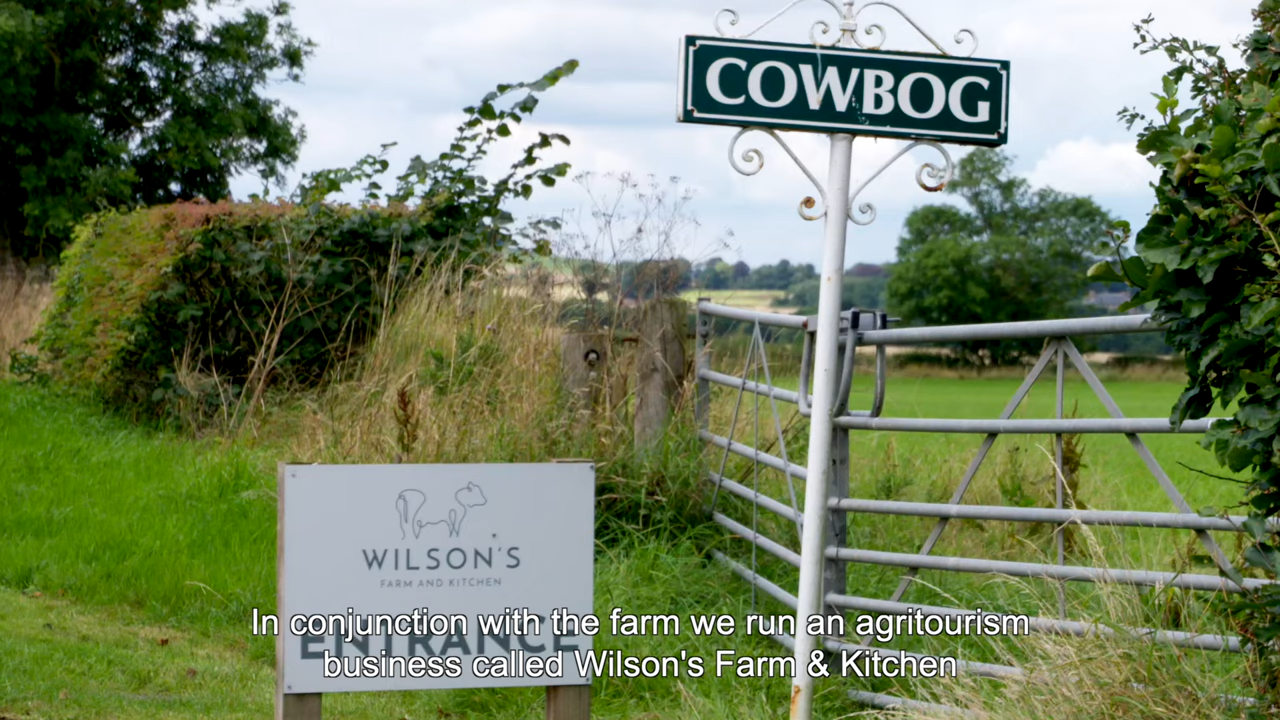 COWBOG
WILSON'S
FARM AND KITCHEN
ENTRANCE
In conjunction with the farm we run an agritourism
business called Wilson's Farm & Kitchen